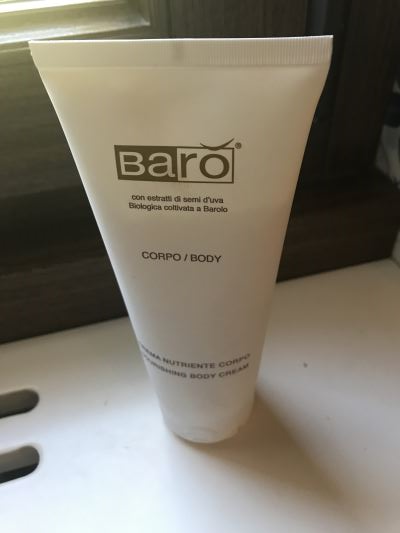 Barò®
con estratti di semi d'uva
Biologica coltivata a Barolo
CORPO / BODY
NUTRIENTE CORPO
BODY CREAM